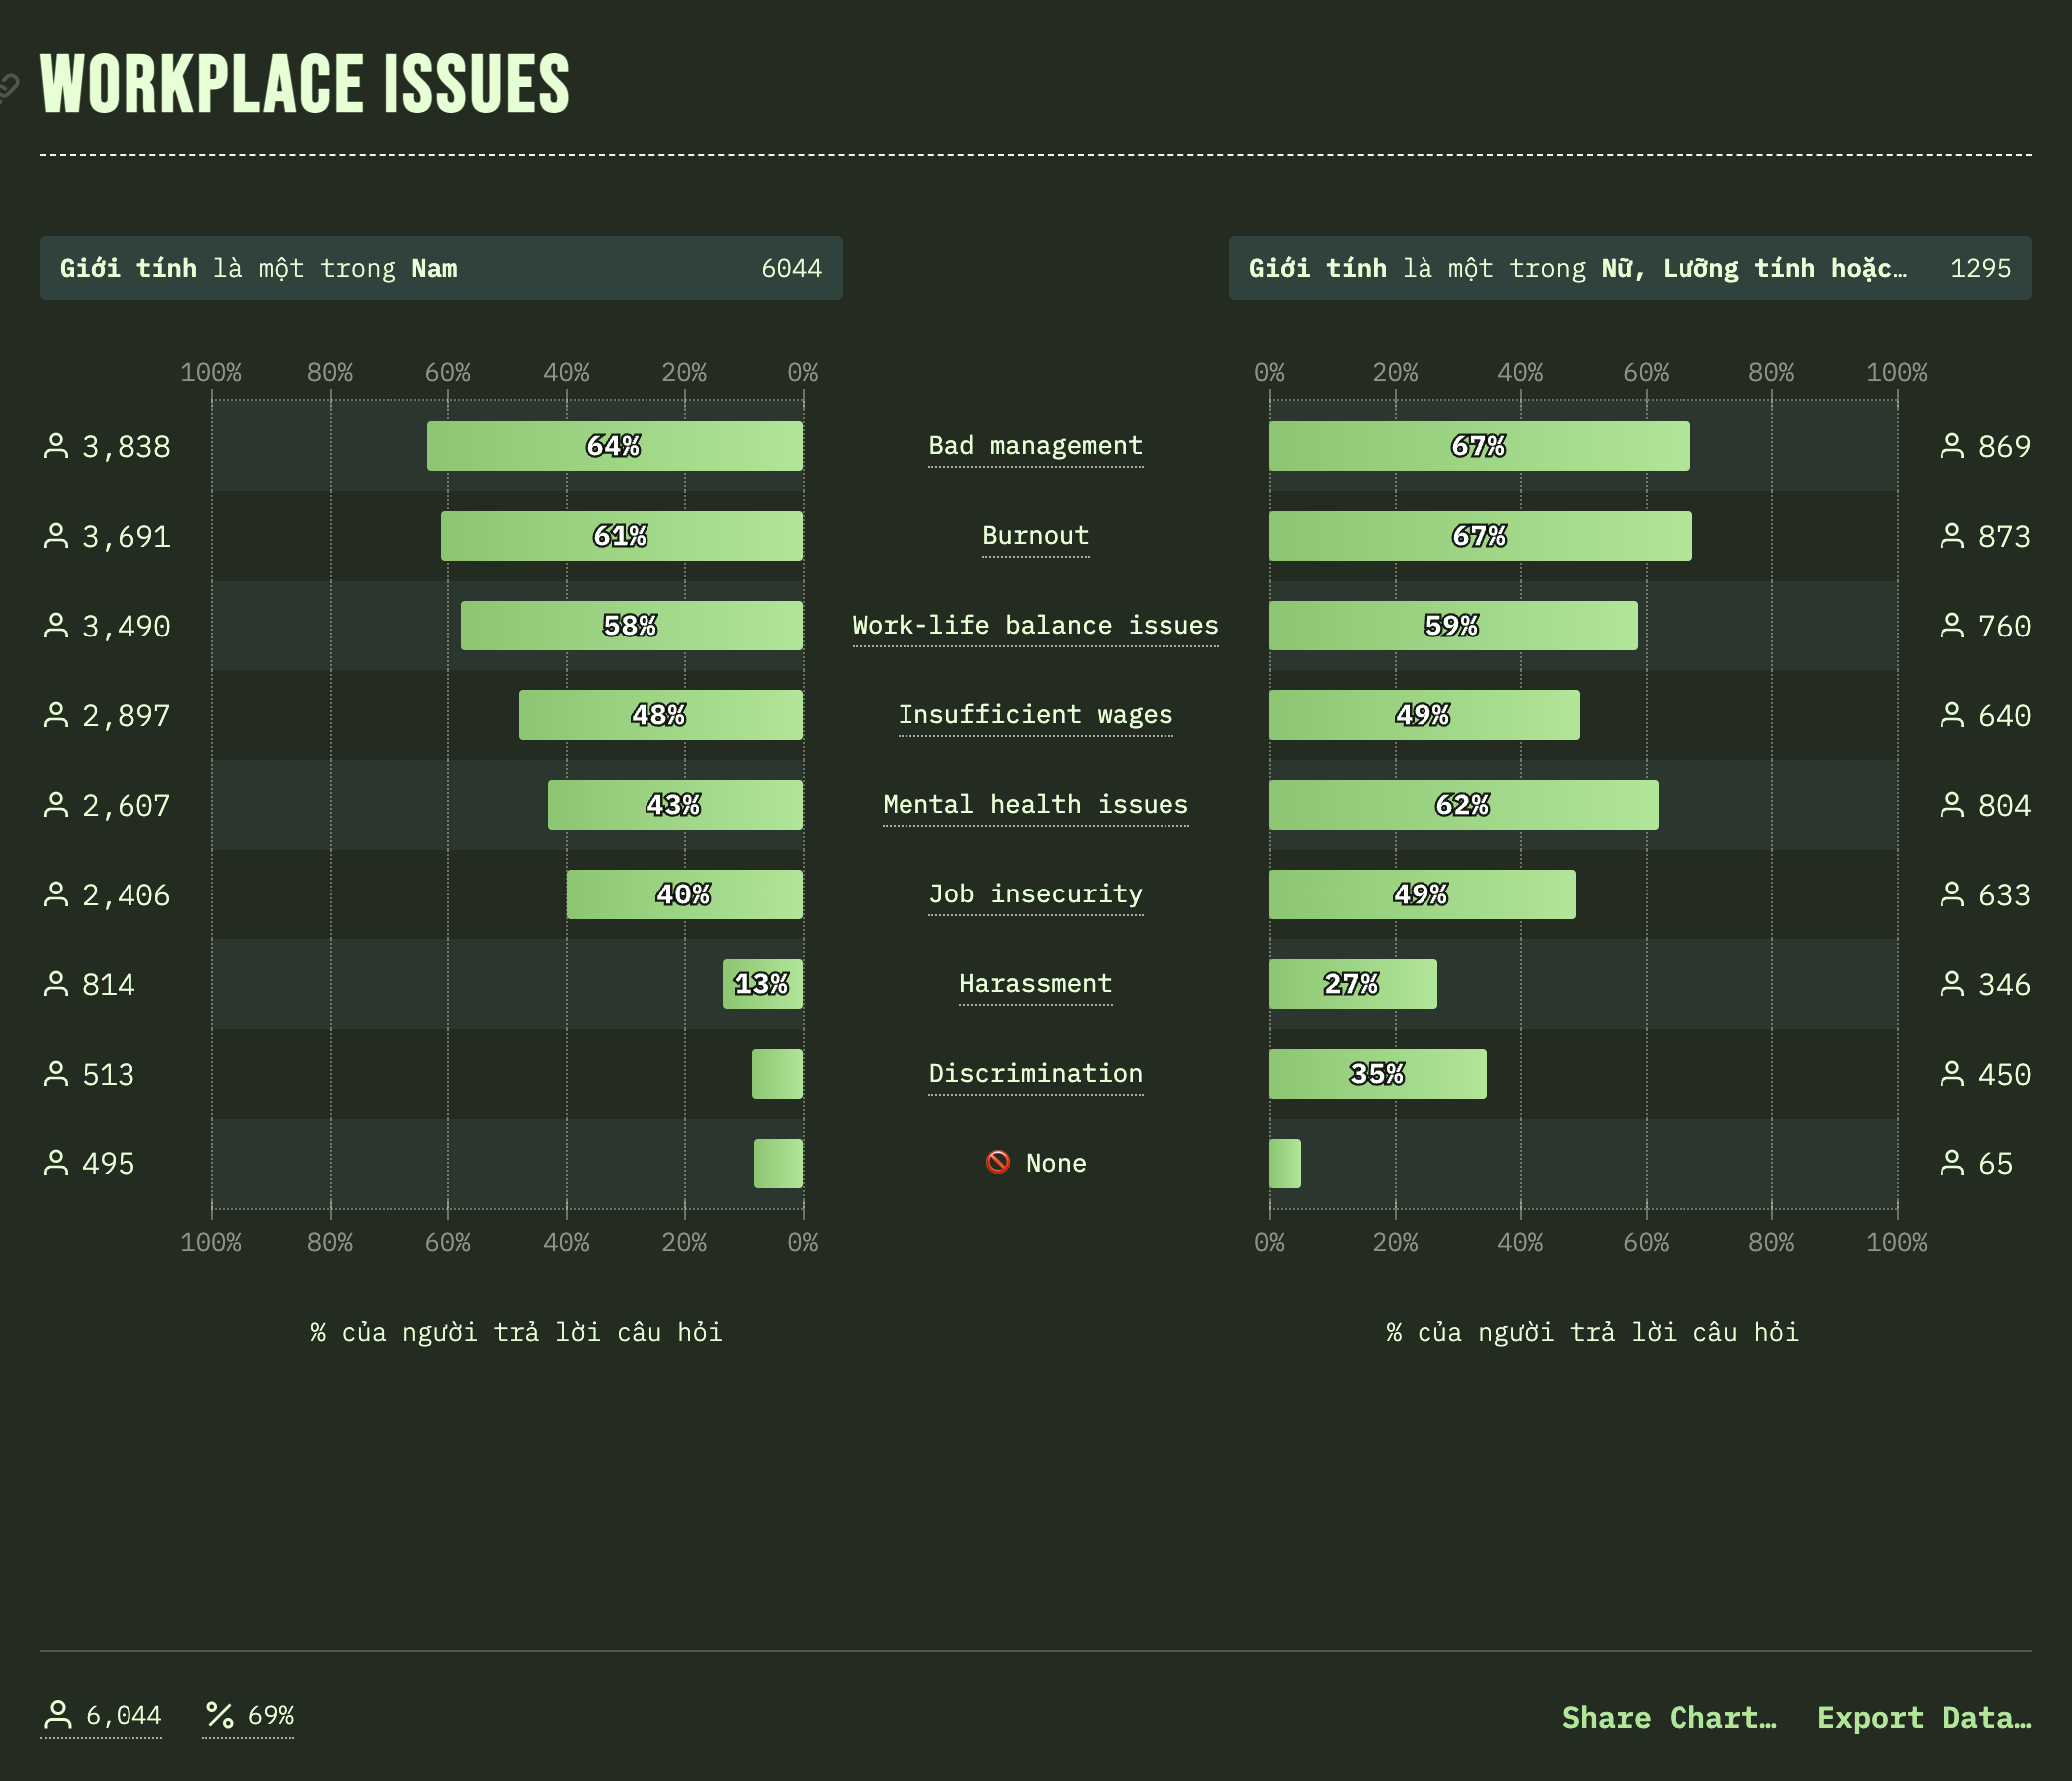 WORKPLACE ISSUES
Giới tính là một trong Nam 6044
Giới tính là một trong Nữ, Lưỡng tính hoặc… 1295
100% 80% 60% 40% 20% 0%
0% 20% 40% 60% 80% 100%
3,838 64% Bad management 67% 869
3,691 61% Burnout 67% 873
3,490 58% Work-life balance issues 59% 760
2,897 48% Insufficient wages 49% 640
2,607 43% Mental health issues 62% 804
2,406 40% Job insecurity 49% 633
814 13% Harassment 27% 346
513 Discrimination 35% 450
495 None 65
100% 80% 60% 40% 20% 0%
0% 20% 40% 60% 80% 100%
% của người trả lời câu hỏi
% của người trả lời câu hỏi
6,044 69%
Share Chart… Export Data…